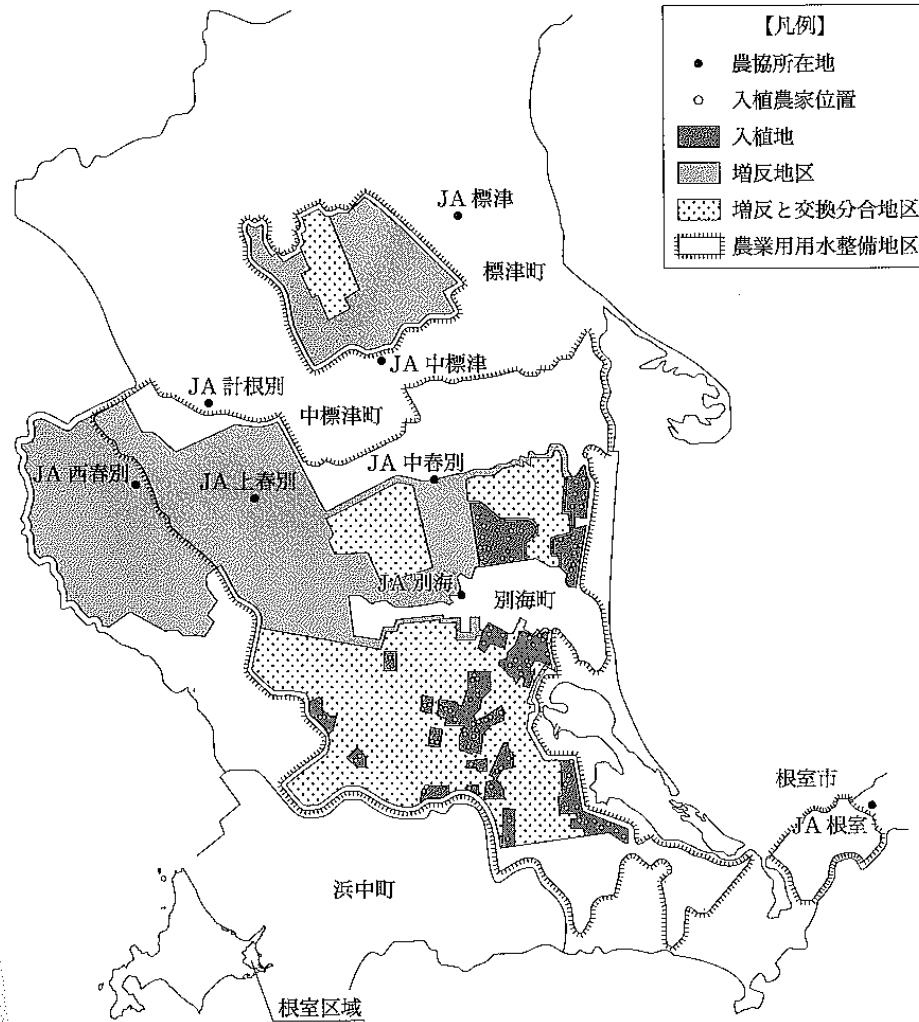 【凡例】
農協所在地
入植農家位置
入植地
増反地区
増反と交換分合地区
農業用用水整備地区
JA 標津
標津町
JA 中標津
JA 計根別
中標津町
JA 西春別
JA 上春別
JA 中春別
JA 別海
別海町
根室市
JA 根室
浜中町
根室区域